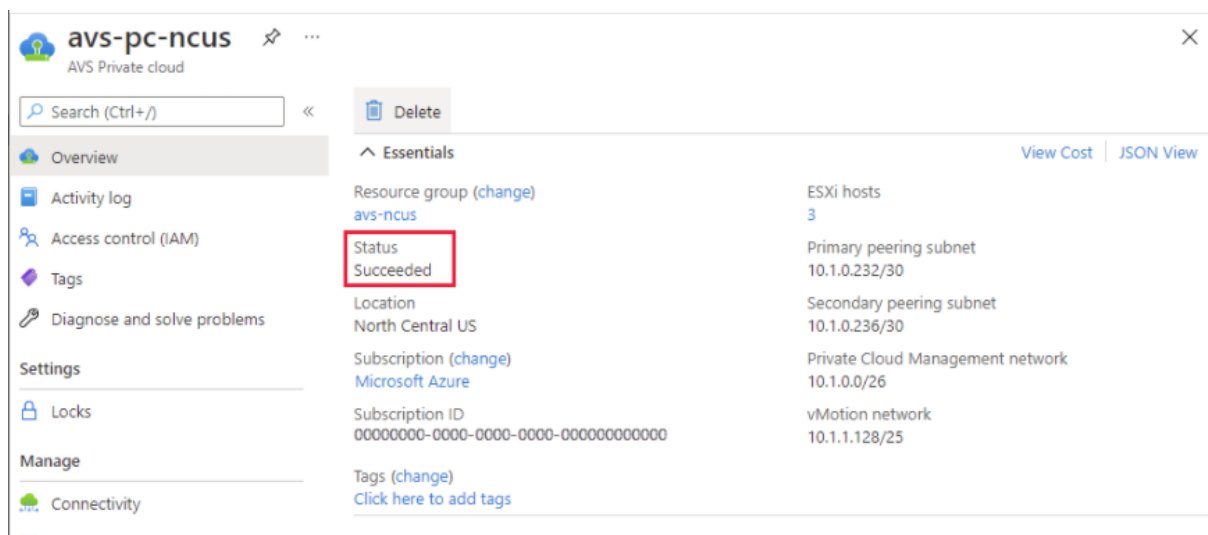 avs-pc-ncus
AVS Private cloud
Search (Ctrl+/)
Overview
Activity log
Access control (IAM)
Tags
Diagnose and solve problems
Settings
Locks
Manage
Connectivity
Delete
Essentials
View Cost
JSON View
Resource group (change)
avs-ncus
Status
Succeeded
Location
North Central US
Subscription (change)
Microsoft Azure
Subscription ID
00000000-0000-0000-0000-000000000000
Tags (change)
Click here to add tags
ESXi hosts
3
Primary peering subnet
10.1.0.232/30
Secondary peering subnet
10.1.0.236/30
Private Cloud Management network
10.1.0.0/26
vMotion network
10.1.1.128/25